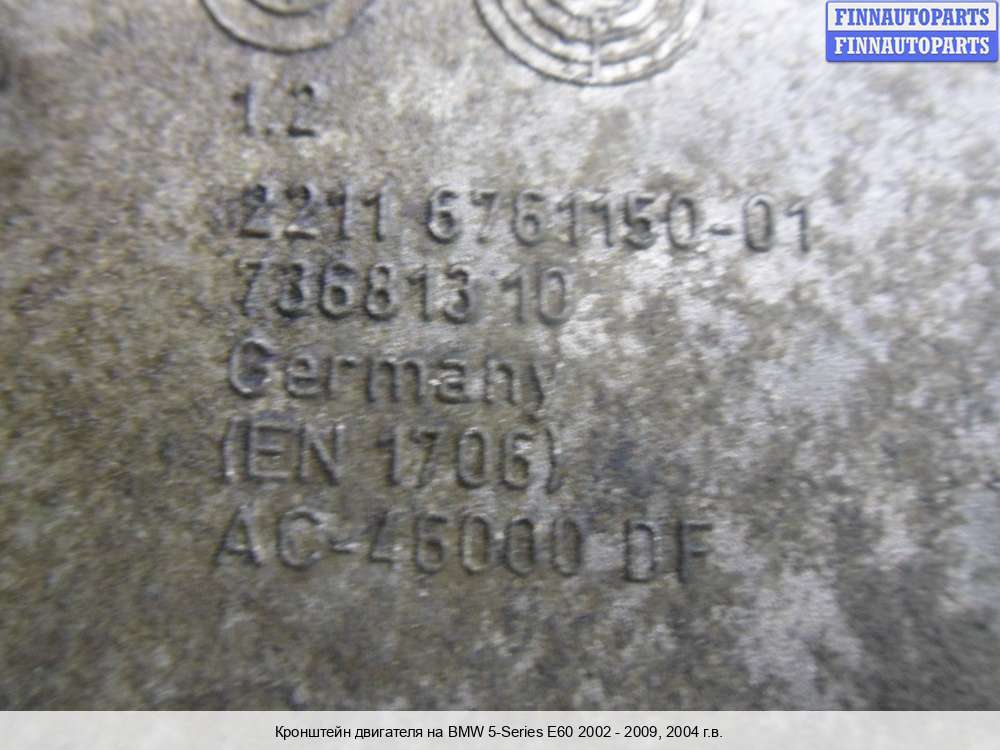 FINNAUTOPARTS
FINNAUTOPARTS
1.2
2211 6761150-01
73681310
Germany
(EN 1706)
AC-46000 DF
Кронштейн двигателя на BMW 5-Series E60 2002 - 2009, 2004 г.в.